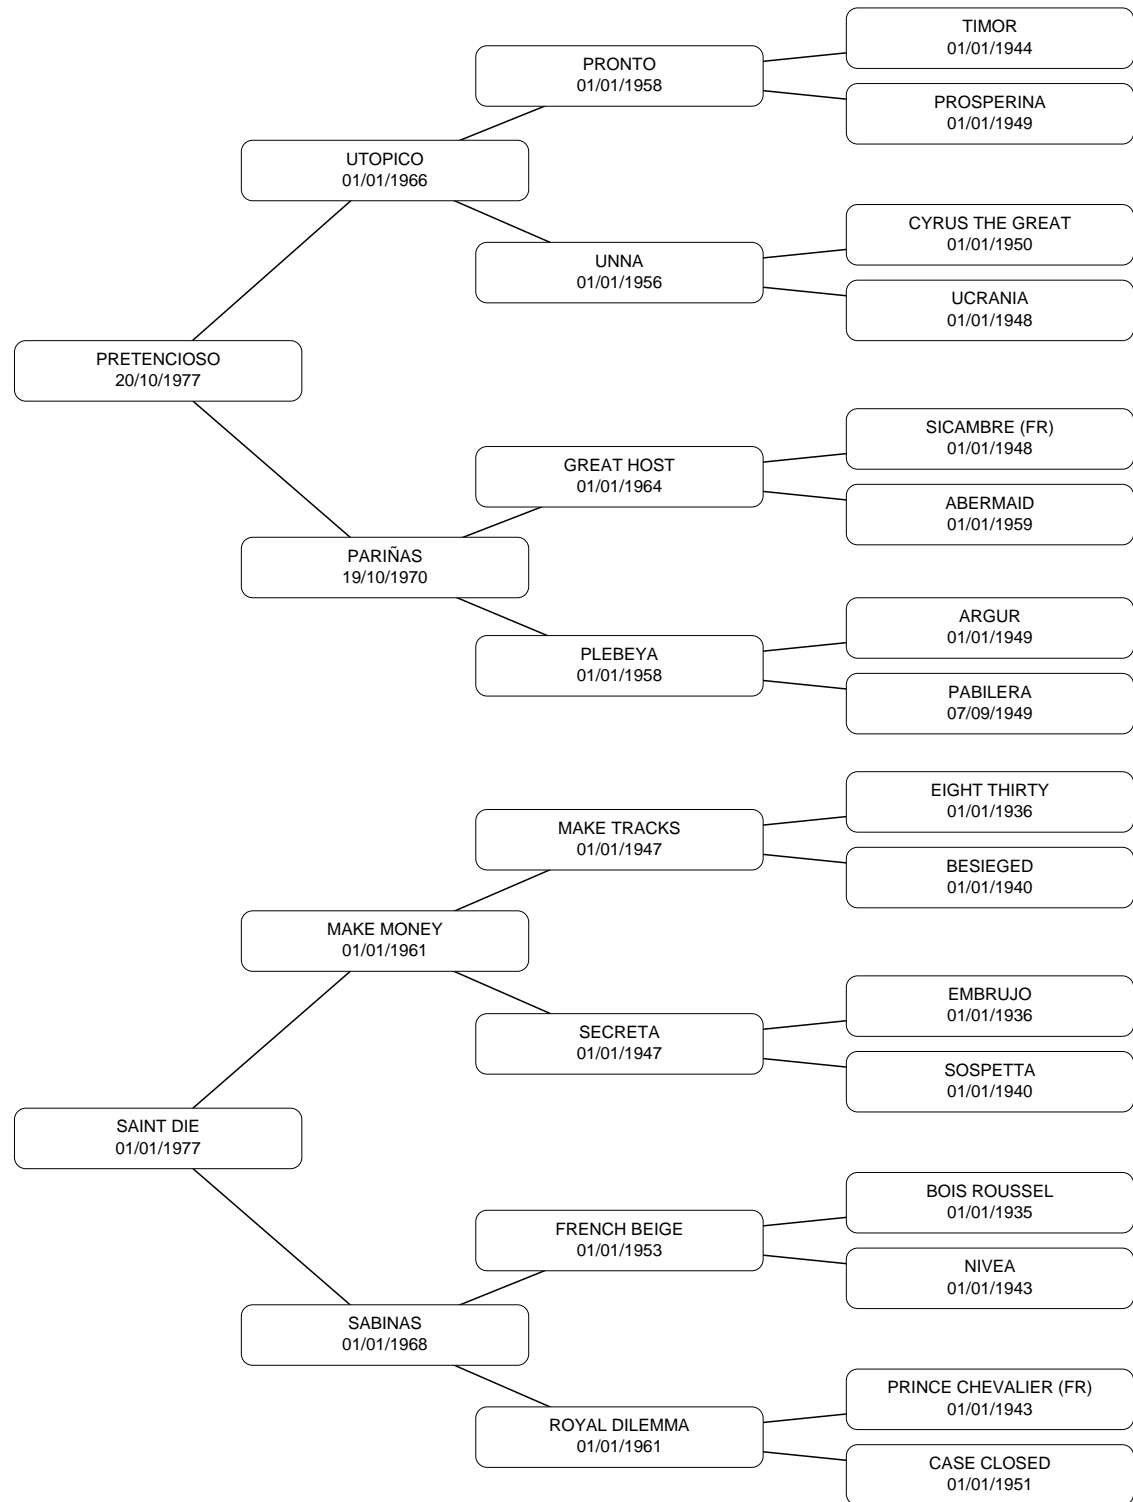 TIMOR
01/01/1944
PRONTO
01/01/1958
PROSPERINA
01/01/1949
UTOPICO
01/01/1966
CYRUS THE GREAT
01/01/1950
UNNA
01/01/1956
UCRANIA
01/01/1948
PRETENCIOSO
20/10/1977
SICAMBRE (FR)
01/01/1948
GREAT HOST
01/01/1964
ABERMAID
01/01/1959
PARIÑAS
19/10/1970
ARGUR
01/01/1949
PLEBEYA
01/01/1958
PABILERA
07/09/1949
EIGHT THIRTY
01/01/1936
MAKE TRACKS
01/01/1947
BESIEGED
01/01/1940
MAKE MONEY
01/01/1961
EMBRUJO
01/01/1936
SECRETA
01/01/1947
SOSPETTA
01/01/1940
SAINT DIE
01/01/1977
BOIS ROUSSEL
01/01/1935
FRENCH BEIGE
01/01/1953
NIVEA
01/01/1943
SABINAS
01/01/1968
PRINCE CHEVALIER (FR)
01/01/1943
ROYAL DILEMMA
01/01/1961
CASE CLOSED
01/01/1951